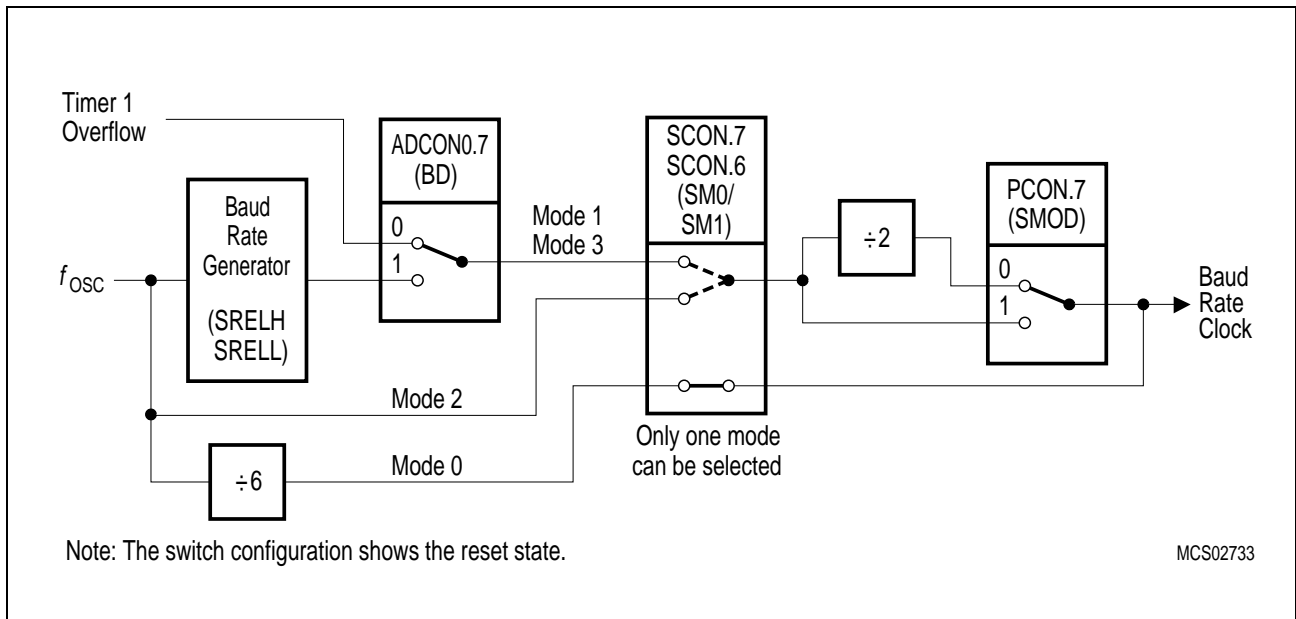 Timer 1
Overflow
ADCON0.7
(BD)
0
1
Baud
Rate
Generator
(SRELH
SRELL)
fOSC
Mode 1
Mode 3
SCON.7
SCON.6
(SM0/
SM1)
÷2
PCON.7
(SMOD)
0
1
Baud
Rate
Clock
Mode 2
Only one mode
can be selected
÷6
Mode 0
Note: The switch configuration shows the reset state.
MCS02733